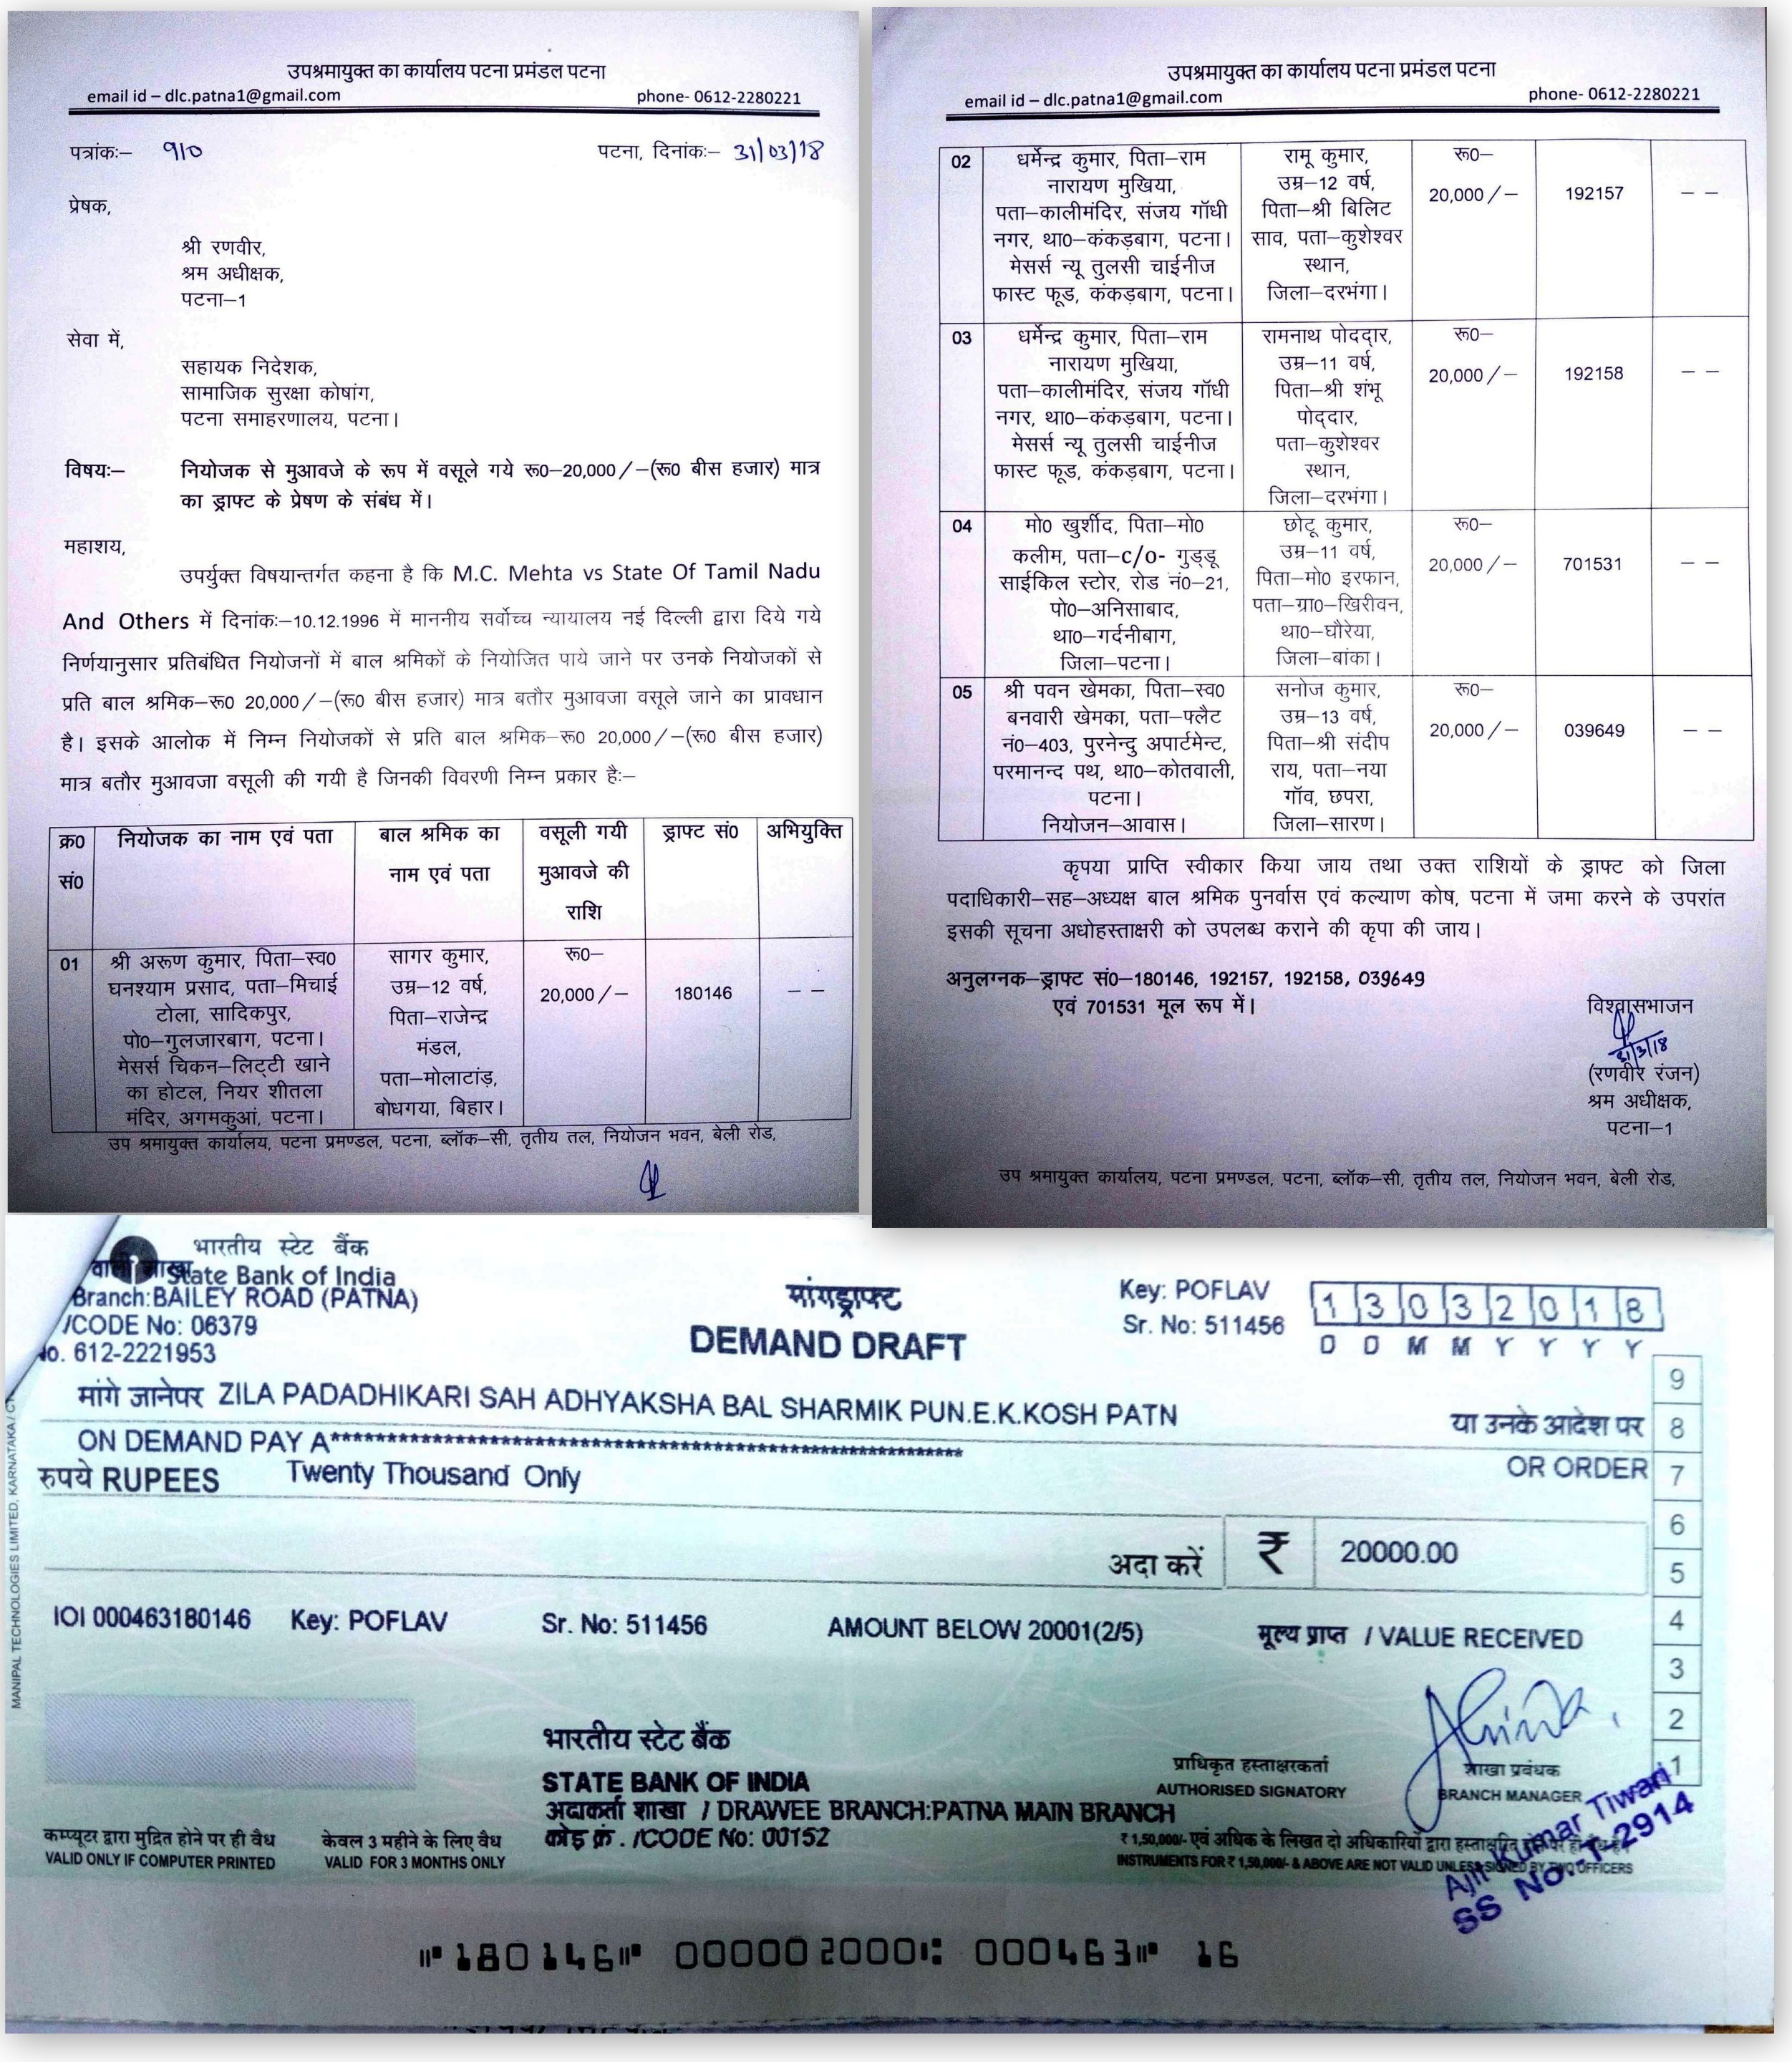 उपश्रमायुक्त का कार्यालय पटना प्रमंडल पटना
email id – dlc.patna1@gmail.com phone- 0612-2280221
पत्रांकः– 910 पटना, दिनांकः– 31/03/18
प्रेषक,
श्री रणवीर,
श्रम अधीक्षक,
पटना–1
सेवा में,
सहायक निदेशक,
सामाजिक सुरक्षा कोषांग,
पटना समाहरणालय, पटना।
विषयः– नियोजक से मुआवजे के रूप में वसूले गये रू0–20,000/–(रू0 बीस हजार) मात्र
का ड्राफ्ट के प्रेषण के संबंध में।
महाशय,
उपर्युक्त विषयान्तर्गत कहना है कि M.C. Mehta vs State Of Tamil Nadu
And Others में दिनांकः–10.12.1996 में माननीय सर्वोच्च न्यायालय नई दिल्ली द्वारा दिये गये
निर्णयानुसार प्रतिबंधित नियोजनों में बाल श्रमिकों के नियोजित पाये जाने पर उनके नियोजकों से
प्रति बाल श्रमिक–रू0 20,000/–(रू0 बीस हजार) मात्र बतौर मुआवजा वसूले जाने का प्रावधान
है। इसके आलोक में निम्न नियोजकों से प्रति बाल श्रमिक–रू0 20,000/–(रू0 बीस हजार)
मात्र बतौर मुआवजा वसूली की गयी है जिनकी विवरणी निम्न प्रकार हैः–
क्र0 नियोजक का नाम एवं पता बाल श्रमिक का वसूली गयी ड्राफ्ट सं0 अभियुक्ति
सं0 नाम एवं पता मुआवजे की
राशि
01 श्री अरूण कुमार, पिता–स्व0 सागर कुमार, रू0–
घनश्याम प्रसाद, पता–मिचाई उम्र–12 वर्ष, 20,000/– 180146 – –
टोला, सादिकपुर, पिता–राजेन्द्र
पो0–गुलजारबाग, पटना। मंडल,
मेसर्स चिकन–लिट्टी खाने पता–मोलाटांड़,
का होटल, नियर शीतला बोधगया, बिहार।
मंदिर, अगमकुआं, पटना।
उप श्रमायुक्त कार्यालय, पटना प्रमण्डल, पटना, ब्लॉक–सी, तृतीय तल, नियोजन भवन, बेली रोड,
उपश्रमायुक्त का कार्यालय पटना प्रमंडल पटना
email id – dlc.patna1@gmail.com phone- 0612-2280221
02 धर्मेन्द्र कुमार, पिता–राम रामू कुमार, रू0–
नारायण मुखिया, उम्र–12 वर्ष, 20,000/– 192157 – –
पता–कालीमंदिर, संजय गॉधी पिता–श्री बिलिट
नगर, था0–कंकड़बाग, पटना। साव, पता–कुशेश्वर
मेसर्स न्यू तुलसी चाईनीज स्थान,
फास्ट फूड, कंकड़बाग, पटना। जिला–दरभंगा।
03 धर्मेन्द्र कुमार, पिता–राम रामनाथ पोददार, रू0–
नारायण मुखिया, उम्र–11 वर्ष, 20,000/– 192158 – –
पता–कालीमंदिर, संजय गॉधी पिता–श्री शंभू
नगर, था0–कंकड़बाग, पटना। पोद्दार,
मेसर्स न्यू तुलसी चाईनीज पता–कुशेश्वर
फास्ट फूड, कंकड़बाग, पटना। स्थान,
जिला–दरभंगा।
04 मो0 खुर्शीद, पिता–मो0 छोटू कुमार, रू0–
कलीम, पता–c/o- गुड्डू उम्र–11 वर्ष, 20,000/– 701531 – –
साईकिल स्टोर, रोड नं0–21, पिता–मो0 इरफान,
पो0–अनिसाबाद, पता–ग्रा0–खिरीवन,
था0–गर्दनीबाग, था0–घौरेया,
जिला–पटना। जिला–बांका।
05 श्री पवन खेमका, पिता–स्व0 सनोज कुमार, रू0–
बनवारी खेमका, पता–फ्लैट उम्र–13 वर्ष, 20,000/– 039649 – –
नं0–403, पुरनेन्दु अपार्टमेन्ट, पिता–श्री संदीप
परमानन्द पथ, था0–कोतवाली, राय, पता–नया
पटना। गॉव, छपरा,
नियोजन–आवास। जिला–सारण।
कृपया प्राप्ति स्वीकार किया जाय तथा उक्त राशियों के ड्राफ्ट को जिला
पदाधिकारी–सह–अध्यक्ष बाल श्रमिक पुनर्वास एवं कल्याण कोष, पटना में जमा करने के उपरांत
इसकी सूचना अधोहस्ताक्षरी को उपलब्ध कराने की कृपा की जाय।
अनुलग्नक–ड्राफ्ट सं0–180146, 192157, 192158, 039649
एवं 701531 मूल रूप में।
विश्वासभाजन
31/3/18
(रणवीर रंजन)
श्रम अधीक्षक,
पटना–1
उप श्रमायुक्त कार्यालय, पटना प्रमण्डल, पटना, ब्लॉक–सी, तृतीय तल, नियोजन भवन, बेली रोड,
भारतीय स्टेट बैंक
State Bank of India
Branch:BAILEY ROAD (PATNA)
/CODE No: 06379
No. 612-2221953
मांगड्राफ्ट
DEMAND DRAFT
Key: POFLAV
Sr. No: 511456
13032018
D D M M Y Y Y Y
मांगे जानेपर ZILA PADADHIKARI SAH ADHYAKSHA BAL SHARMIK PUN.E.K.KOSH PATN
या उनके आदेश पर
ON DEMAND PAY A**********************************************************************
OR ORDER
रुपये RUPEES Twenty Thousand Only
अदा करें ₹ 20000.00
IOI 000463180146 Key: POFLAV Sr. No: 511456 AMOUNT BELOW 20001(2/5) मूल्य प्राप्त / VALUE RECEIVED
9
8
7
6
5
4
3
2
1
MANIPAL TECHNOLOGIES LIMITED, KARNATAKA
भारतीय स्टेट बैंक
STATE BANK OF INDIA
अदाकर्ता शाखा / DRAWEE BRANCH:PATNA MAIN BRANCH
कोड क्र. /CODE No: 00152
प्राधिकृत हस्ताक्षरकर्ता
AUTHORISED SIGNATORY
शाखा प्रबंधक
BRANCH MANAGER
Ajit Kumar Tiwari
SS No.-T-2914
कम्प्यूटर द्वारा मुद्रित होने पर ही वैध
VALID ONLY IF COMPUTER PRINTED
केवल 3 महीने के लिए वैध
VALID FOR 3 MONTHS ONLY
₹ 1,50,000/- एवं अधिक के लिखत दो अधिकारियों द्वारा हस्ताक्षरित
INSTRUMENTS FOR ₹ 1,50,000/- & ABOVE ARE NOT VALID UNLESS SIGNED BY TWO OFFICERS
⑈180146⑈ 000002000⑆ 000463⑈ 16